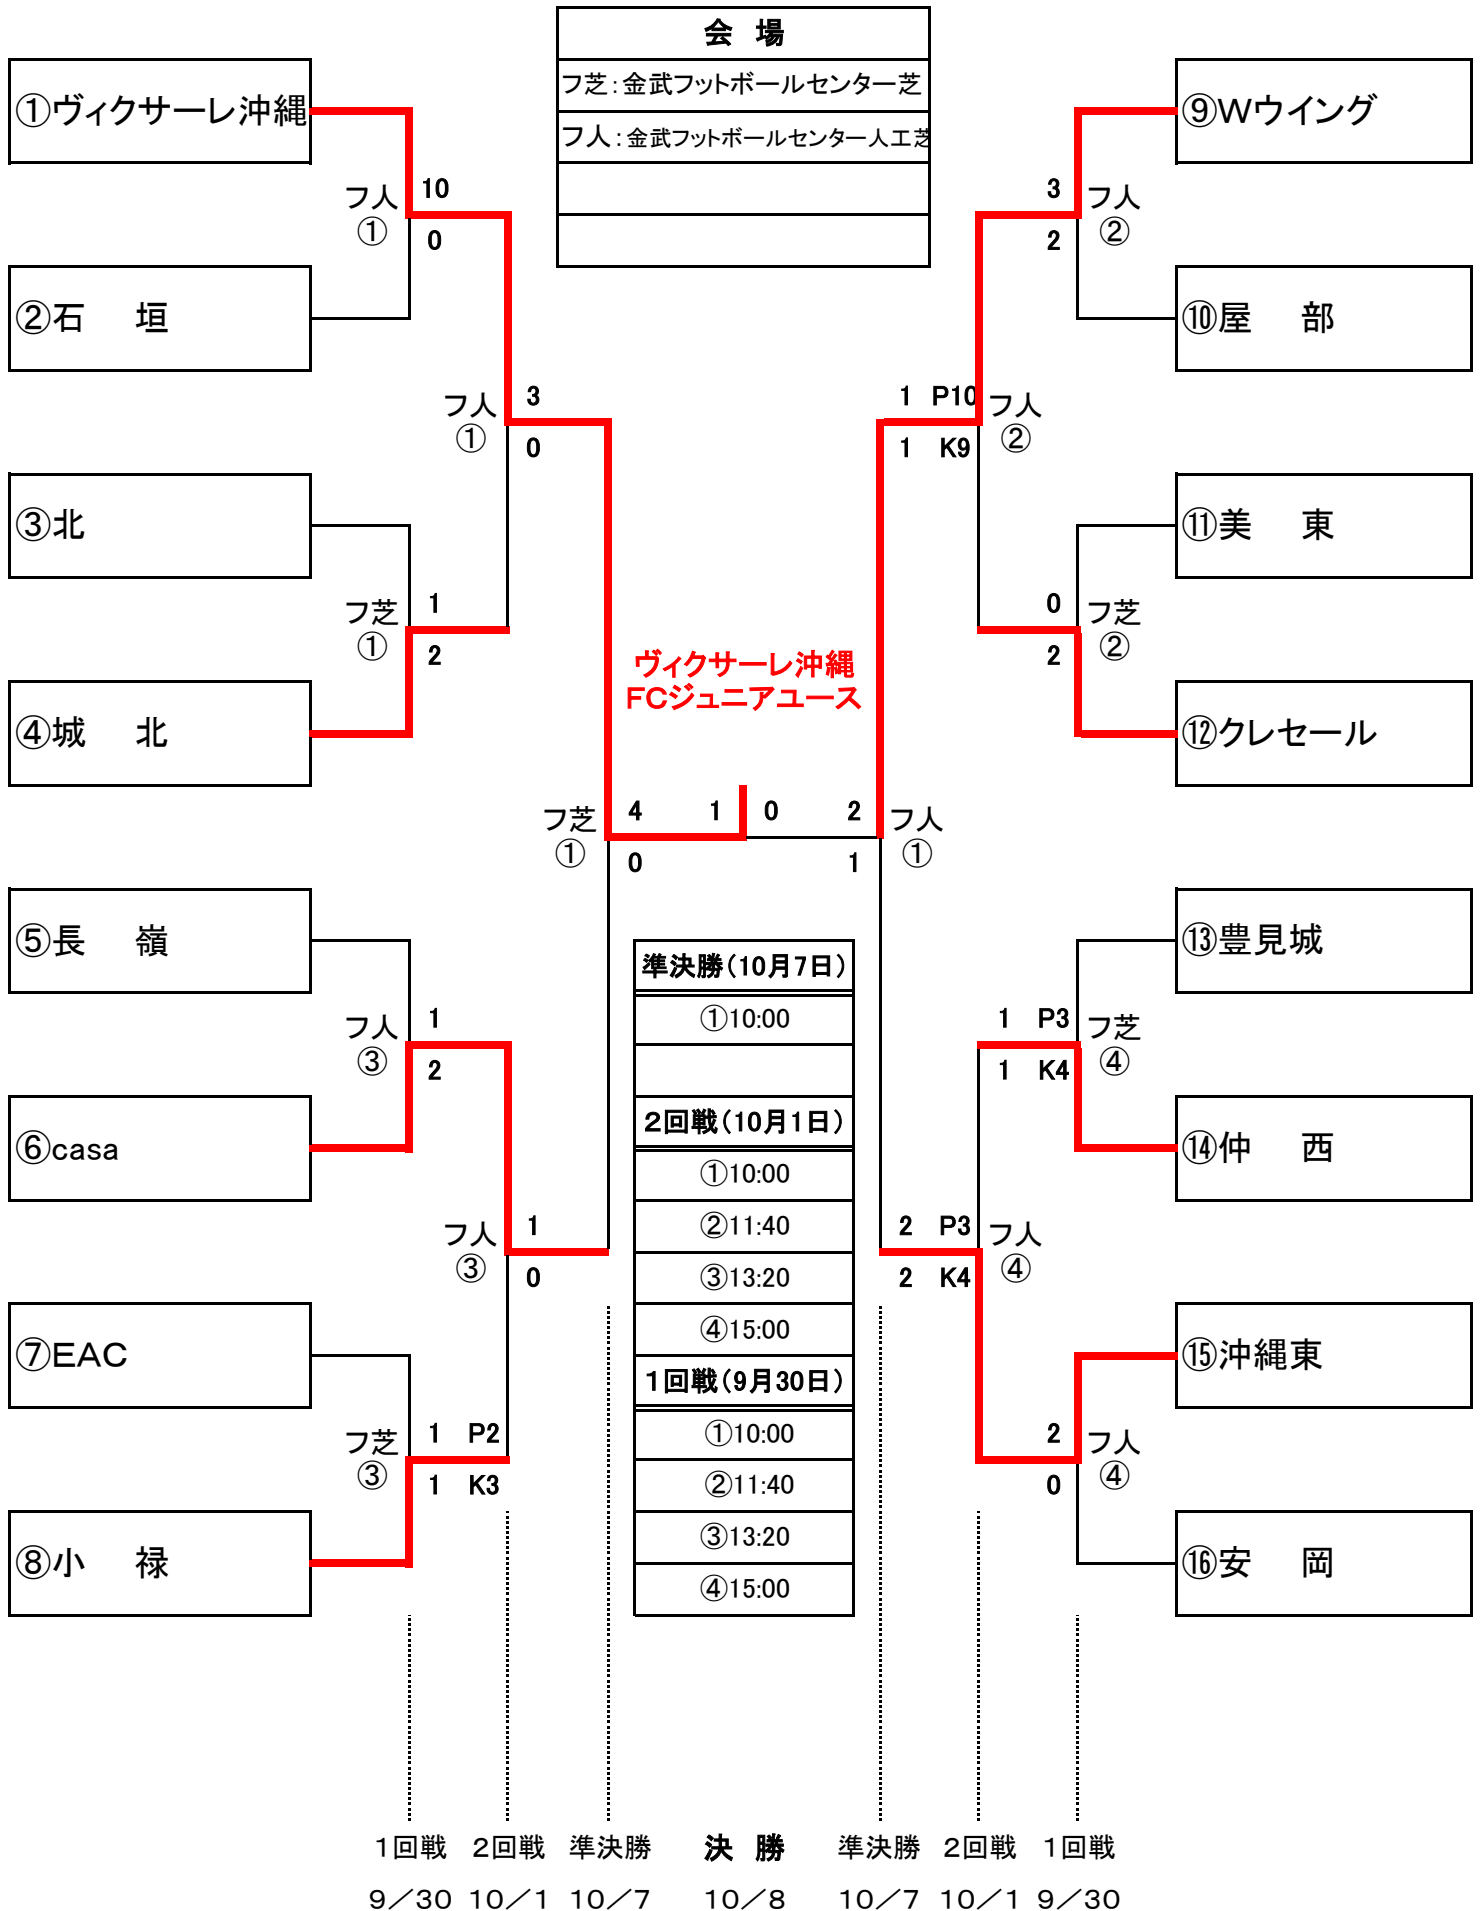 会　場
フ芝：金武フットボールセンター芝
フ人：金武フットボールセンター人工芝
①ヴィクサーレ沖縄
フ人
①
10
0
②石　垣
フ人
①
3
0
③北
フ芝
①
1
2
④城　北
フ芝
①
4
0
⑤長　嶺
フ人
③
1
2
⑥casa
フ人
③
1
0
⑦EAC
フ芝
③
1 P2
1 K3
⑧小　禄
ヴィクサーレ沖縄
FCジュニアユース
1 0
⑨Wウイング
3
2
フ人
②
⑩屋　部
1 P10
1 K9
フ人
②
⑪美　東
0
2
フ芝
②
⑫クレセール
2
1
フ人
①
⑬豊見城
1 P3
1 K4
フ芝
④
⑭仲　西
2 P3
2 K4
フ人
④
⑮沖縄東
2
0
フ人
④
⑯安　岡
準決勝（10月7日）
①10:00
２回戦（10月1日）
①10:00
②11:40
③13:20
④15:00
１回戦（9月30日）
①10:00
②11:40
③13:20
④15:00
１回戦 ２回戦 準決勝 決　勝 準決勝 ２回戦 １回戦
９／30 10／１ 10／７ 10／８ 10／７ 10／１ ９／30